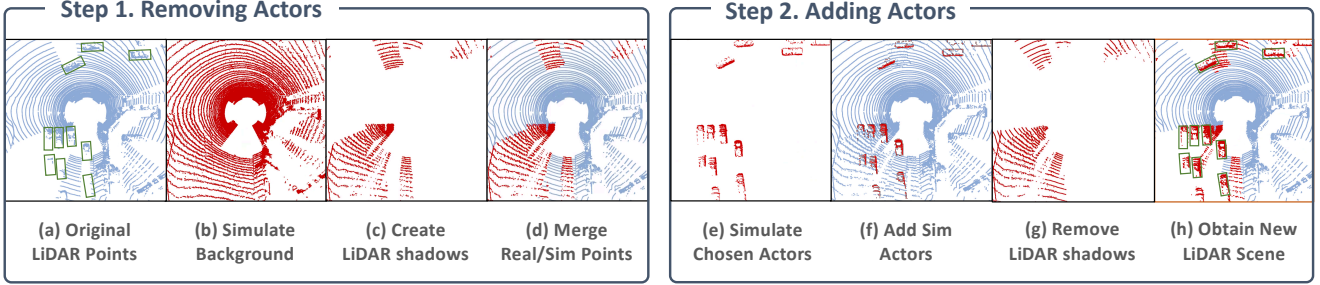 Step 1. Removing Actors
(a) Original
LiDAR Points
(b) Simulate
Background
(c) Create
LiDAR shadows
(d) Merge
Real/Sim Points
Step 2. Adding Actors
(e) Simulate
Chosen Actors
(f) Add Sim
Actors
(g) Remove
LiDAR shadows
(h) Obtain New
LiDAR Scene